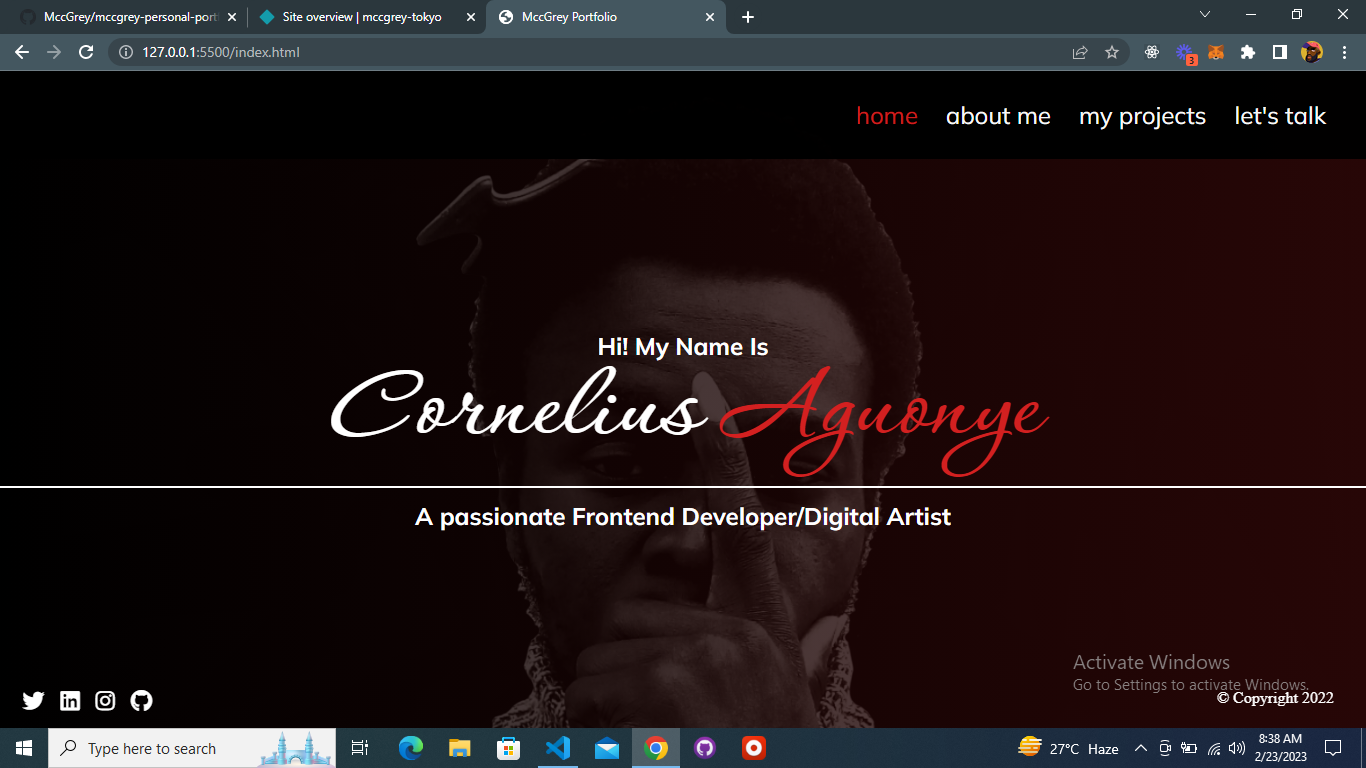 MccGrey/mccgrey-personal-port
Site overview | mccgrey-tokyo
MccGrey Portfolio
127.0.0.1:5500/index.html
3
home about me my projects let's talk
Hi! My Name Is
Cornelius Aguonye
A passionate Frontend Developer/Digital Artist
Activate Windows
Go to Settings to activate Windows.
© Copyright 2022
Type here to search
27°C Haze
8:38 AM
2/23/2023